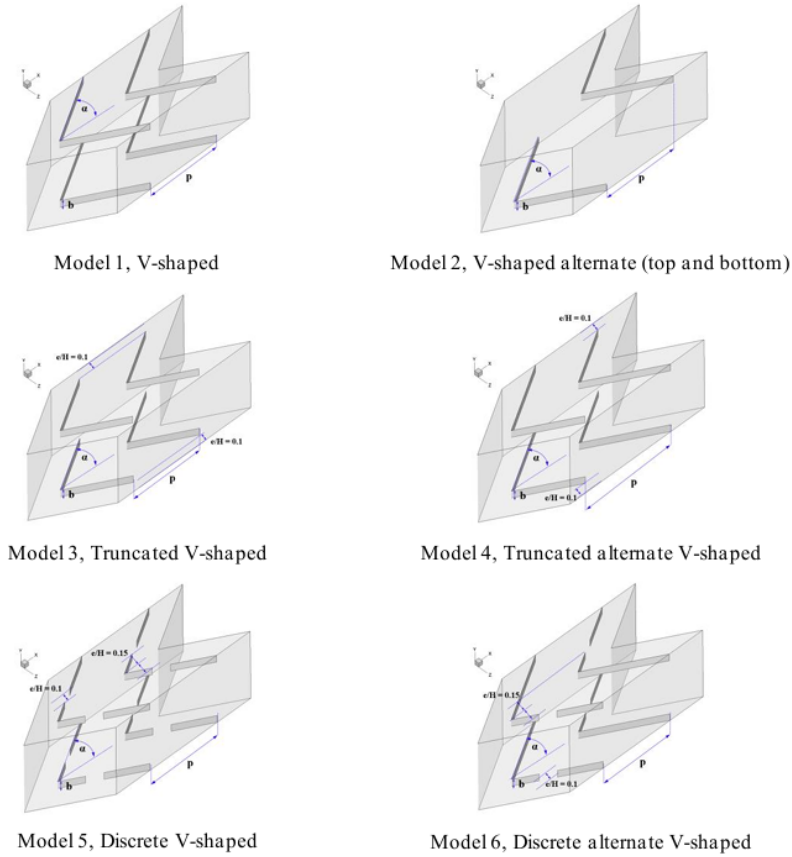 α
b
P
Model 1, V-shaped
α
b
P
Model 2, V-shaped alternate (top and bottom)
e/H = 0.1
e/H = 0.1
α
b
P
Model 3, Truncated V-shaped
e/H = 0.1
α
b
e/H = 0.1
P
Model 4, Truncated alternate V-shaped
e/H = 0.15
e/H = 0.1
α
b
P
Model 5, Discrete V-shaped
e/H = 0.15
α
b
e/H = 0.1
P
Model 6, Discrete alternate V-shaped